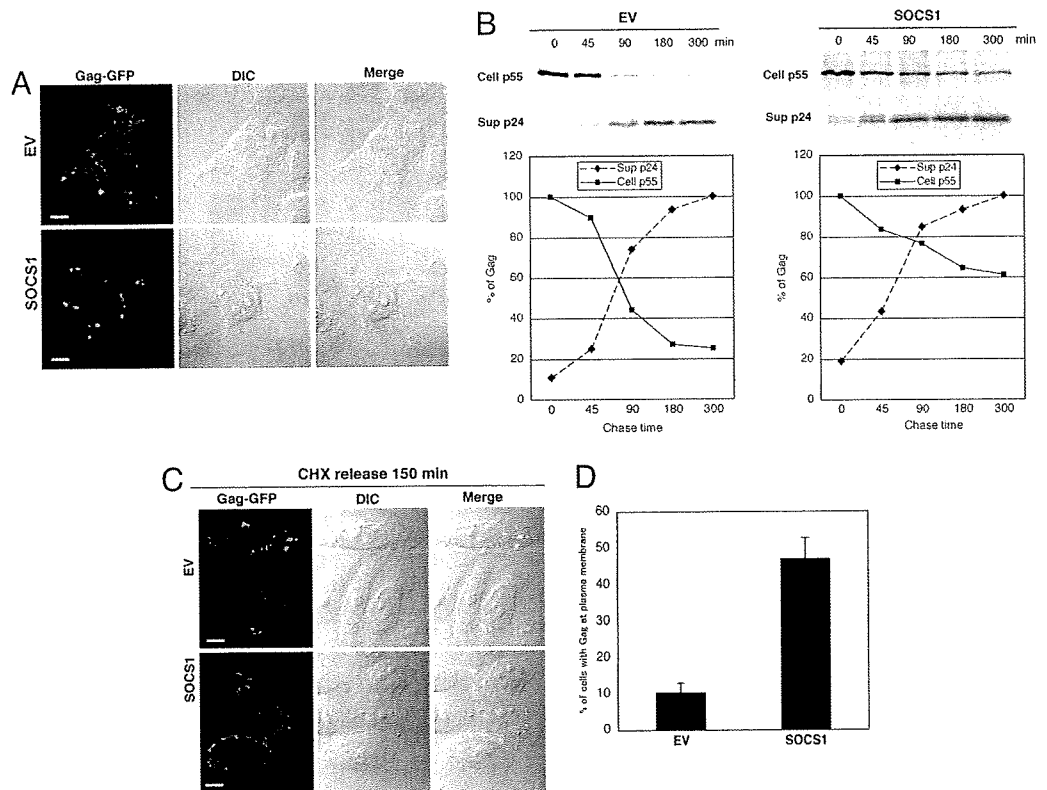 A
Gag-GFP DIC Merge
EV
SOCS1
B
EV
0 45 90 180 300 min
Cell p55
Sup p24
120
100
80
60
40
20
0
% of Gag
Sup p24
Cell p55
0 45 90 180 300
Chase time
SOCS1
0 45 90 180 300 min
Cell p55
Sup p24
120
100
80
60
40
20
0
% of Gag
Sup p24
Cell p55
0 45 90 180 300
Chase time
C
CHX release 150 min
Gag-GFP DIC Merge
EV
SOCS1
D
60
50
40
30
20
10
0
% of cells with Gag at plasma membrane
EV SOCS1